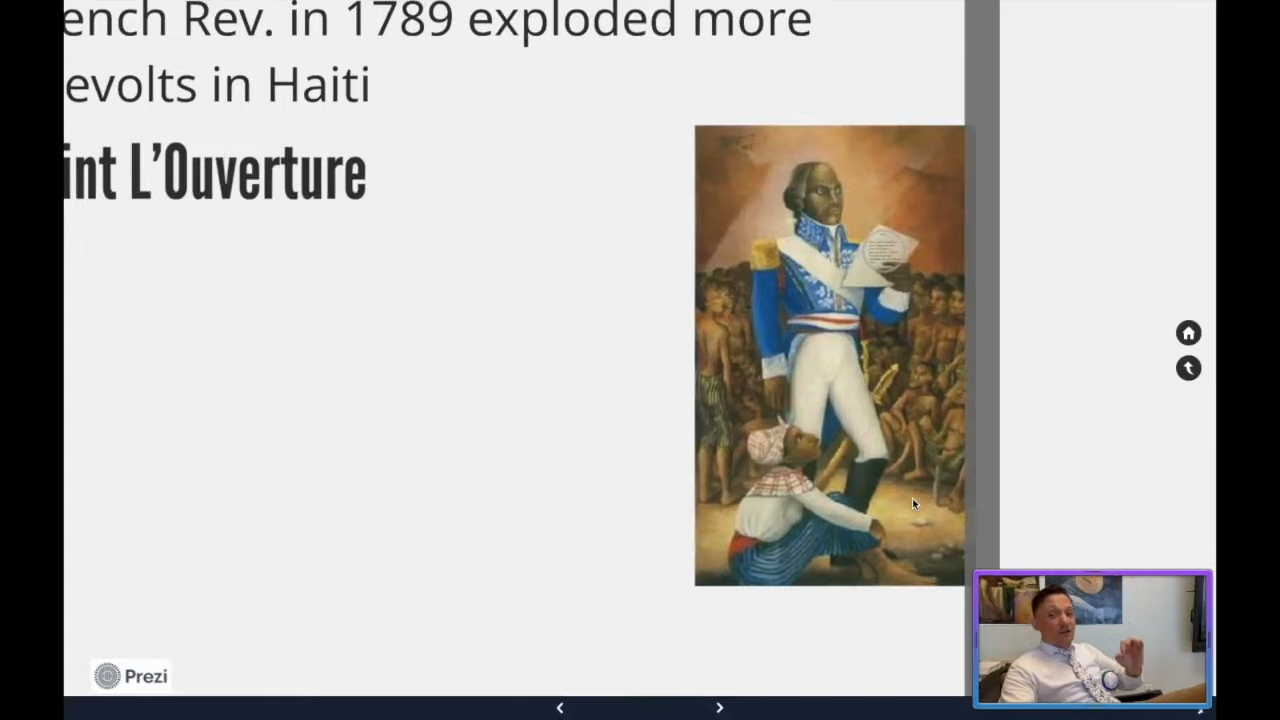 ench Rev. in 1789 exploded more
evolts in Haiti
int L’Ouverture
Prezi